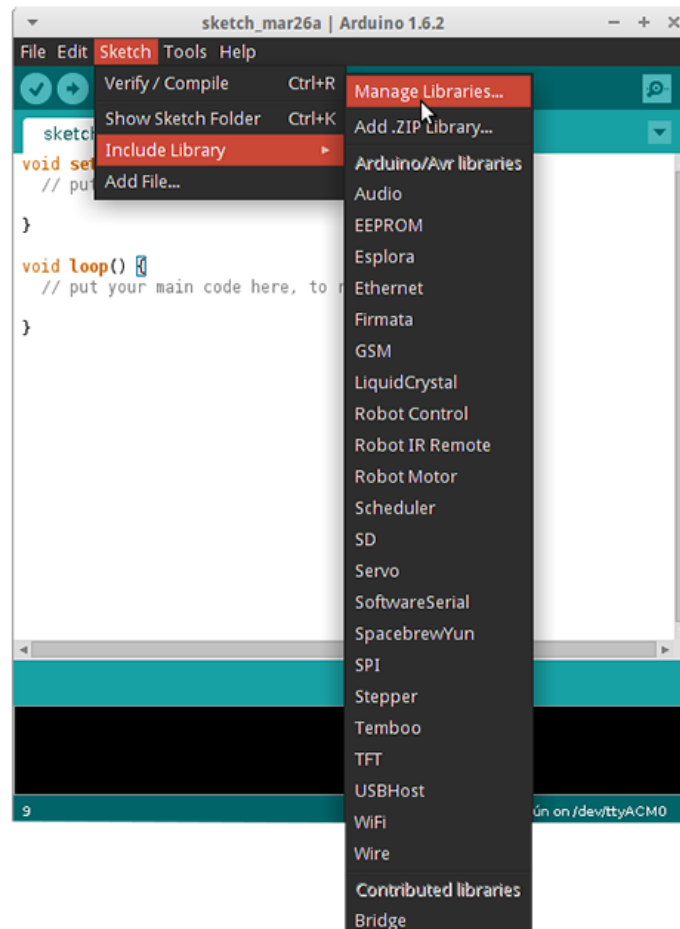 sketch_mar26a | Arduino 1.6.2
File Edit Sketch Tools Help
Verify / Compile Ctrl+R
Show Sketch Folder Ctrl+K
Include Library
Add File...
Manage Libraries...
Add .ZIP Library...
Arduino/Avr libraries
Audio
EEPROM
Esplora
Ethernet
Firmata
GSM
LiquidCrystal
Robot Control
Robot IR Remote
Robot Motor
Scheduler
SD
Servo
SoftwareSerial
SpacebrewYun
SPI
Stepper
Temboo
TFT
USBHost
WiFi
Wire
Contributed libraries
Bridge
sketch
void set
// put
}
void loop() {
// put your main code here, to r
}
9 ún on /dev/ttyACM0